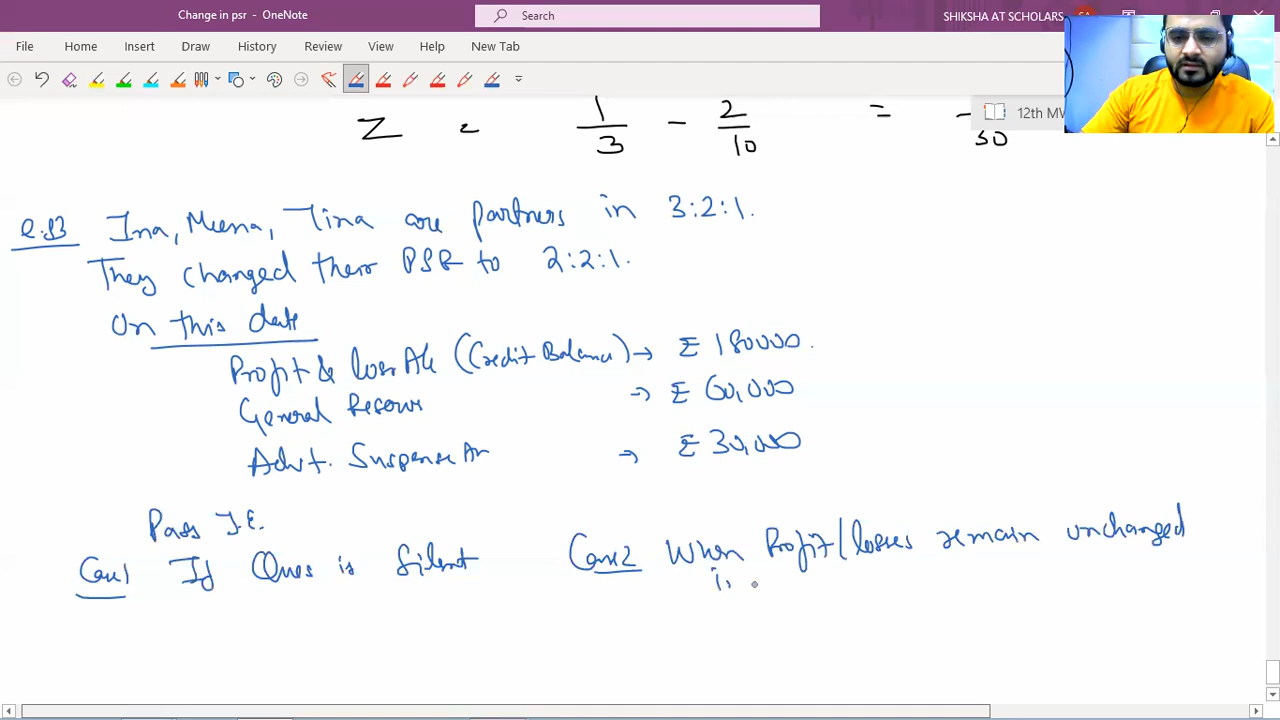 Change in psr - OneNote
Search
SHIKSHA AT SCHOLARS
File Home Insert Draw History Review View Help New Tab
12th MW
Z = 1/3 - 2/10 = - 30
Q.13 Ina, Meena, Tina are partners in 3:2:1.
They changed their PSR to 2:2:1.
On this date
Profit & loss A/c (Credit Balance) → ₹ 180000.
General Reserve → ₹ 60,000
Advt. Suspense A/c → ₹ 30,000
Pass J.E.
Case 1 If Ques is Silent
Case 2 When Profit/losses remain unchanged
in